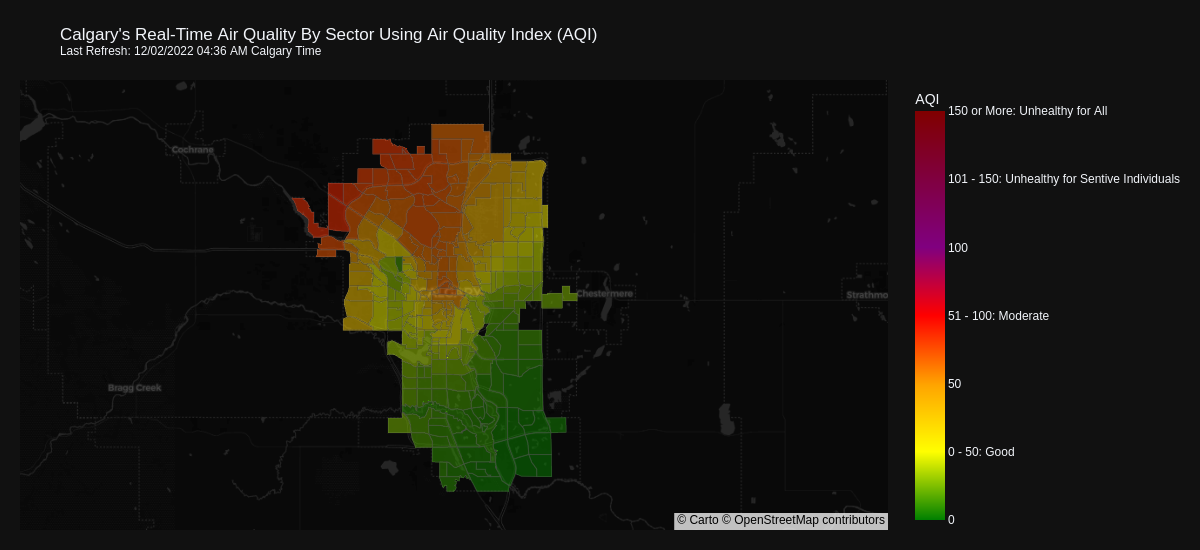 Calgary's Real-Time Air Quality By Sector Using Air Quality Index (AQI)
Last Refresh: 12/02/2022 04:36 AM Calgary Time
AQI
150 or More: Unhealthy for All
101 - 150: Unhealthy for Sentive Individuals
100
51 - 100: Moderate
50
0 - 50: Good
0
Cochrane
Chestermere
Strathmo
Bragg Creek
© Carto © OpenStreetMap contributors